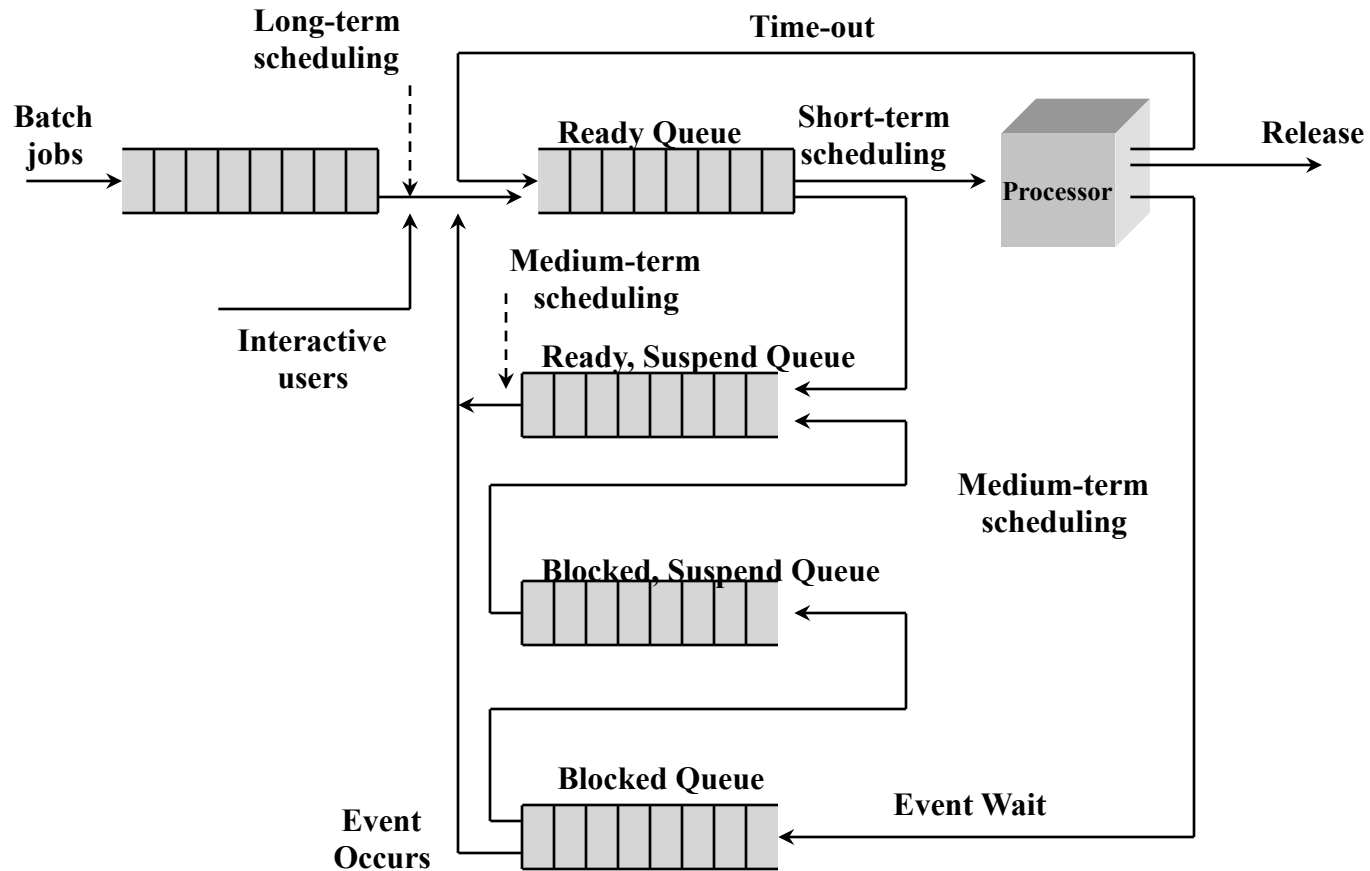 Long-term
scheduling
Time-out
Batch
jobs
Ready Queue
Short-term
scheduling
Release
Processor
Medium-term
scheduling
Interactive
users
Ready, Suspend Queue
Medium-term
scheduling
Blocked, Suspend Queue
Blocked Queue
Event Wait
Event
Occurs